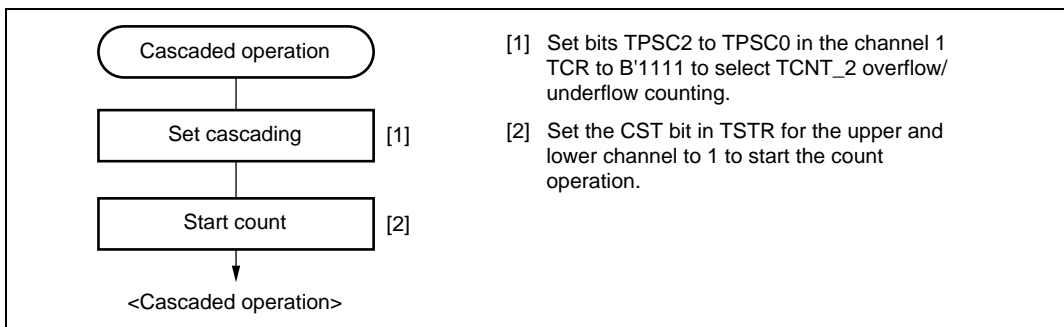 Cascaded operation
Set cascading
[1]
Start count
[2]
<Cascaded operation>
[1] Set bits TPSC2 to TPSC0 in the channel 1
TCR to B'1111 to select TCNT_2 overflow/
underflow counting.
[2] Set the CST bit in TSTR for the upper and
lower channel to 1 to start the count
operation.